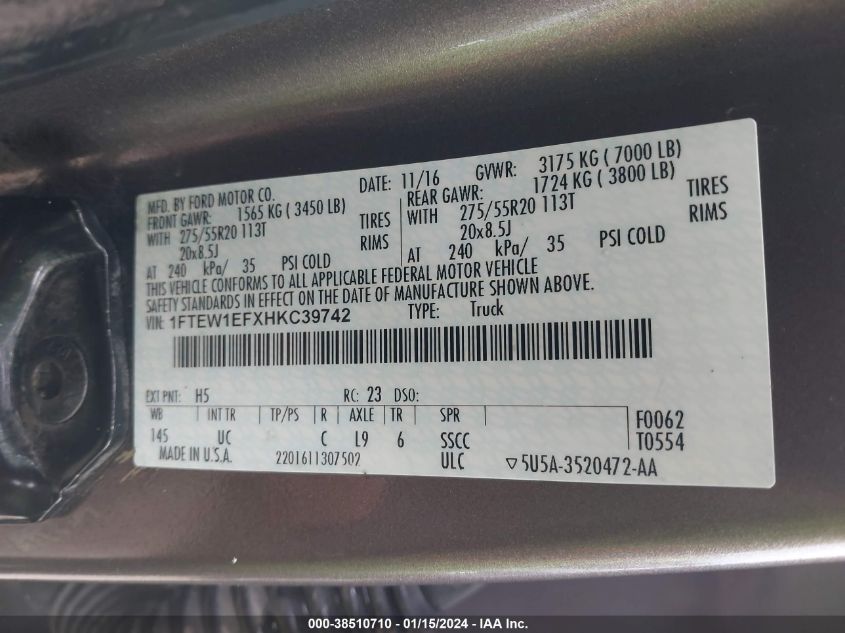 MFD. BY FORD MOTOR CO.
DATE: 11/16 GVWR: 3175 KG ( 7000 LB)
FRONT GAWR: 1565 KG ( 3450 LB) REAR GAWR: 1724 KG ( 3800 LB)
WITH 275/55R20 113T TIRES WITH 275/55R20 113T TIRES
20x8.5J RIMS 20x8.5J RIMS
AT 240 kPa/ 35 PSI COLD AT 240 kPa/ 35 PSI COLD
THIS VEHICLE CONFORMS TO ALL APPLICABLE FEDERAL MOTOR VEHICLE
SAFETY STANDARDS IN EFFECT ON THE DATE OF MANUFACTURE SHOWN ABOVE.
VIN: 1FTEW1EFXHKC39742 TYPE: Truck
EXT PNT: H5 RC: 23 DSO:
WB INT TR TP/PS R AXLE TR SPR
F0062
145 UC C L9 6 SSCC T0554
MADE IN U.S.A. 2201611307502 ULC ▽5U5A-3520472-AA
000-38510710 - 01/15/2024 - IAA Inc.